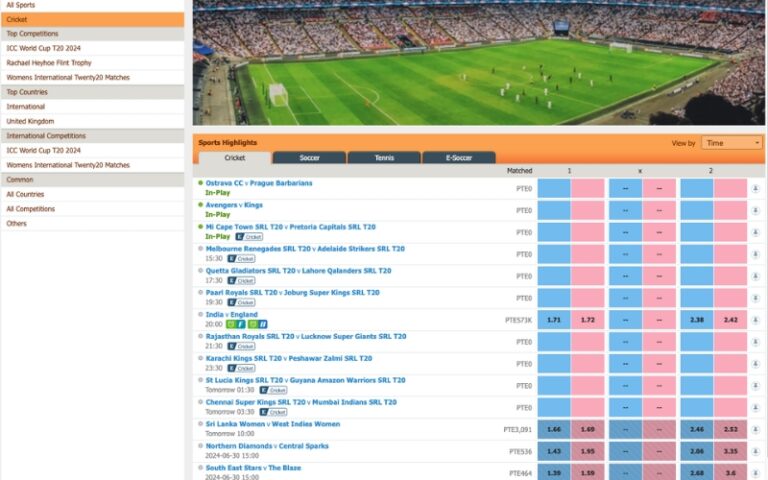 All Sports
Cricket
Top Competitions
ICC World Cup T20 2024
Rachael Heyhoe Flint Trophy
Womens International Twenty20 Matches
Top Countries
International
United Kingdom
International Competitions
ICC World Cup T20 2024
Womens International Twenty20 Matches
Common
All Countries
All Competitions
Others
Sports Highlights
View by Time
Cricket Soccer Tennis E-Soccer
Matched 1 x 2
Ostrava CC v Prague Barbarians
In-Play
PTE0 -- --
Avengers v Kings
In-Play
PTE0 -- --
Mi Cape Town SRL T20 v Pretoria Capitals SRL T20
In-Play E Cricket
PTE0 -- --
Melbourne Renegades SRL T20 v Adelaide Strikers SRL T20
15:30 E Cricket
PTE0 -- --
Quetta Gladiators SRL T20 v Lahore Qalanders SRL T20
17:30 E Cricket
PTE0 -- --
Paarl Royals SRL T20 v Joburg Super Kings SRL T20
19:30 E Cricket
PTE0 -- --
India v England
20:00 F
PTE573K 1.71 1.72 -- -- 2.38 2.42
Rajasthan Royals SRL T20 v Lucknow Super Giants SRL T20
21:30 E Cricket
PTE0 -- --
Karachi Kings SRL T20 v Peshawar Zalmi SRL T20
23:30 E Cricket
PTE0 -- --
St Lucia Kings SRL T20 v Guyana Amazon Warriors SRL T20
Tomorrow 01:30 E Cricket
PTE0 -- --
Chennai Super Kings SRL T20 v Mumbai Indians SRL T20
Tomorrow 03:30 E Cricket
PTE0 -- --
Sri Lanka Women v West Indies Women
Tomorrow 10:00
PTE3,091 1.66 1.69 -- -- 2.46 2.52
Northern Diamonds v Central Sparks
2024-06-30 15:00
PTE536 1.43 1.95 -- -- 2.06 3.35
South East Stars v The Blaze
2024-06-30 15:00
PTE464 1.39 1.59 -- -- 2.68 3.6